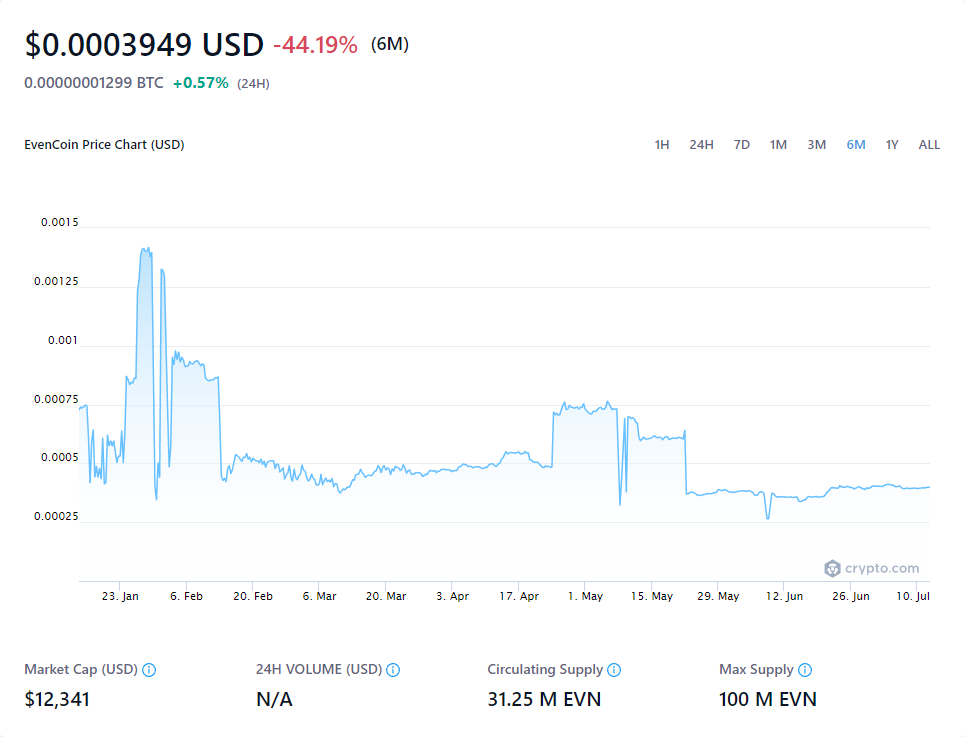 $0.0003949 USD -44.19% (6M)
0.00000001299 BTC +0.57% (24H)
EvenCoin Price Chart (USD) 1H 24H 7D 1M 3M 6M 1Y ALL
0.0015
0.00125
0.001
0.00075
0.0005
0.00025
crypto.com
23. Jan 6. Feb 20. Feb 6. Mar 20. Mar 3. Apr 17. Apr 1. May 15. May 29. May 12. Jun 26. Jun 10. Jul
Market Cap (USD) 24H VOLUME (USD) Circulating Supply Max Supply
$12,341 N/A 31.25 M EVN 100 M EVN